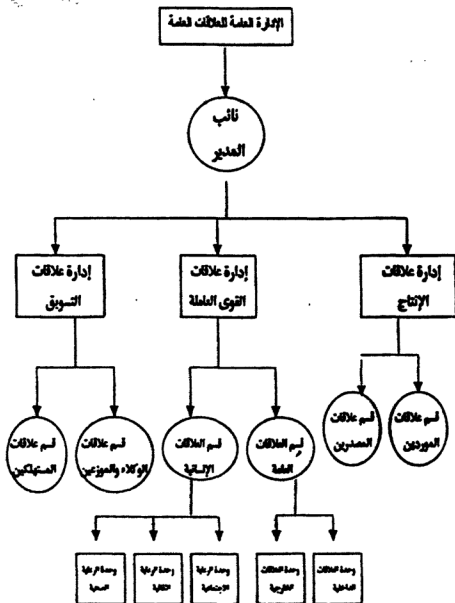 الإدارة العامة للعلاقات العامة
نائب
المدير
إدارة علاقات
الإنتاج
إدارة علاقات
القوى العاملة
إدارة علاقات
التسويق
قسم علاقات
الموردين
قسم علاقات
المصدرين
قسم العلاقات
العامة
قسم العلاقات
الإنسانية
قسم علاقات
الوكلاء والموزعين
قسم علاقات
المستهلكين
وحدة العلاقات
الداخلية
وحدة العلاقات
الخارجية
وحدة الرعاية
الاجتماعية
وحدة الرعاية
الثقافية
وحدة الرعاية
الصحية